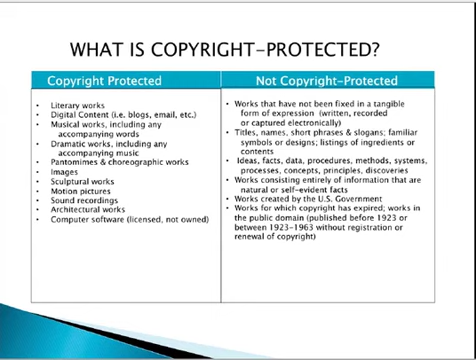 WHAT IS COPYRIGHT-PROTECTED?
Copyright Protected
Literary works
Digital Content (i.e. blogs, email, etc.)
Musical works, including any
accompanying words
Dramatic works, including any
accompanying music
Pantomimes & choreographic works
Images
Sculptural works
Motion pictures
Sound recordings
Architectural works
Computer software (licensed, not owned)
Not Copyright-Protected
Works that have not been fixed in a tangible
form of expression (written, recorded
or captured electronically)
Titles, names, short phrases & slogans; familiar
symbols or designs; listings of ingredients or
contents
Ideas, facts, data, procedures, methods, systems,
processes, concepts, principles, discoveries
Works consisting entirely of information that are
natural or self-evident facts
Works created by the U.S. Government
Works for which copyright has expired; works in
the public domain (published before 1923 or
between 1923-1963 without registration or
renewal of copyright)